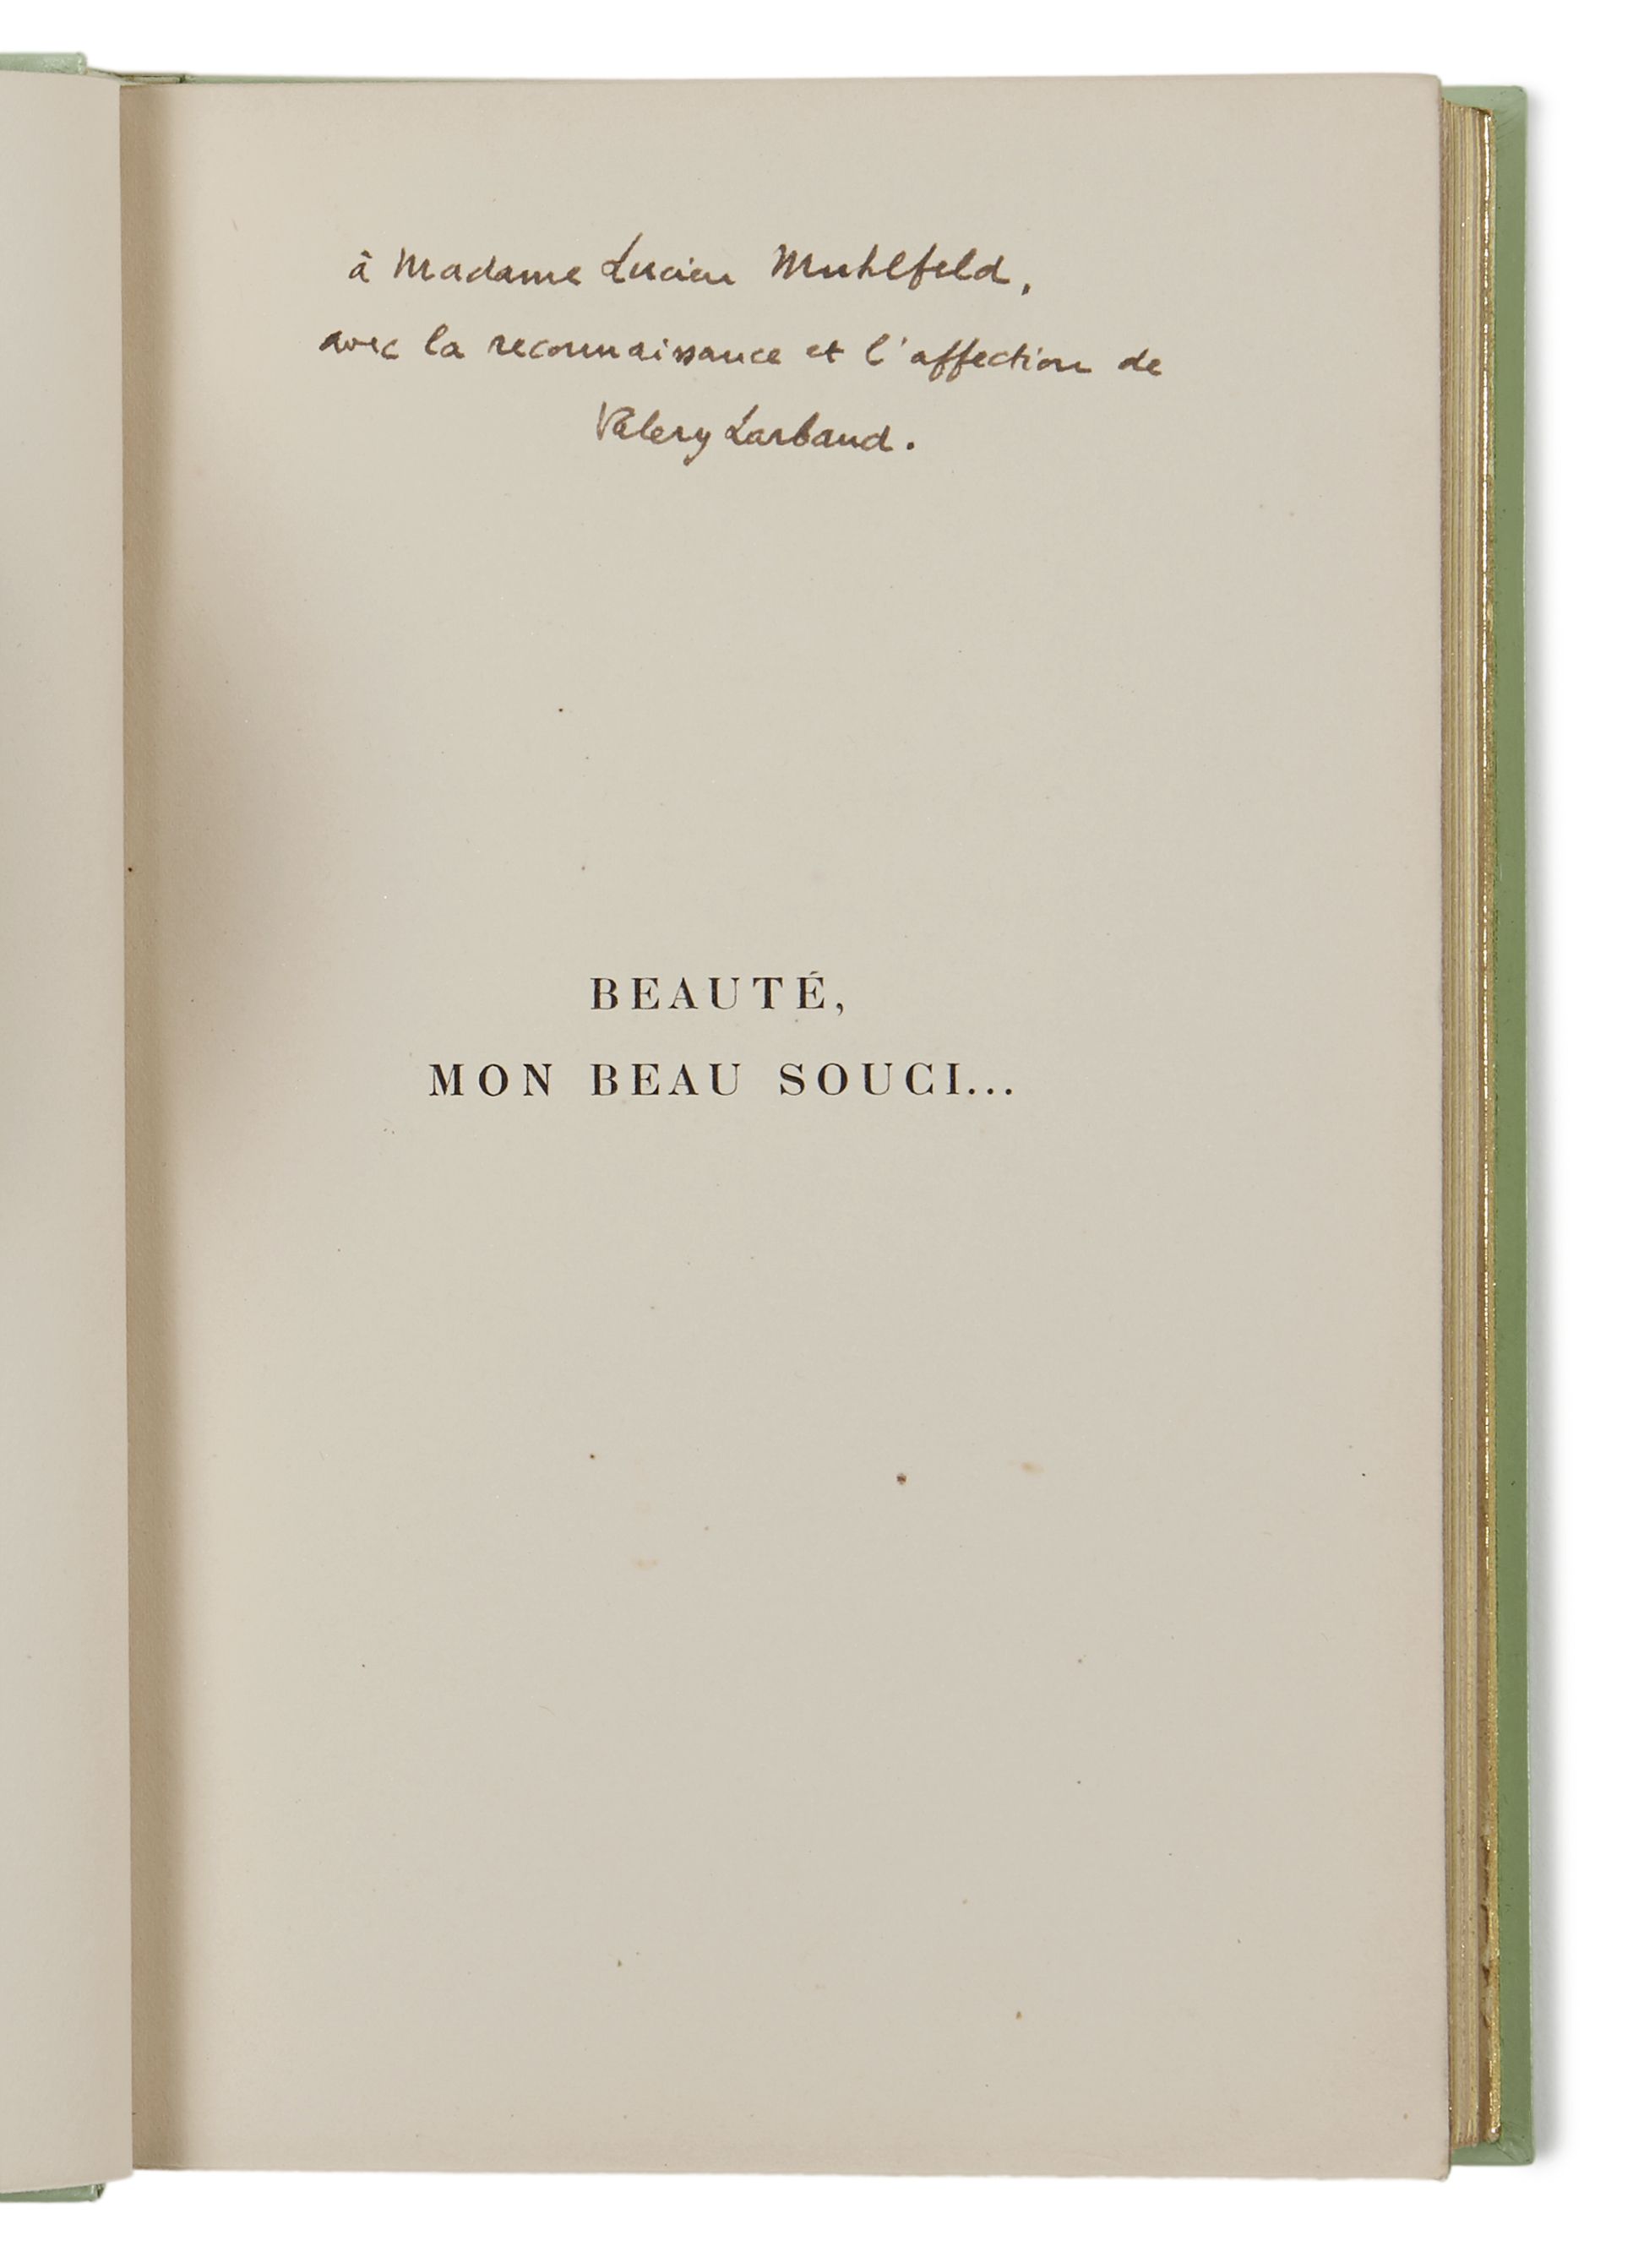 à Madame Lucien Muhlfeld,
avec la reconnaissance et l'affection de
Valery Larbaud.
BEAUTÉ,
MON BEAU SOUCI...